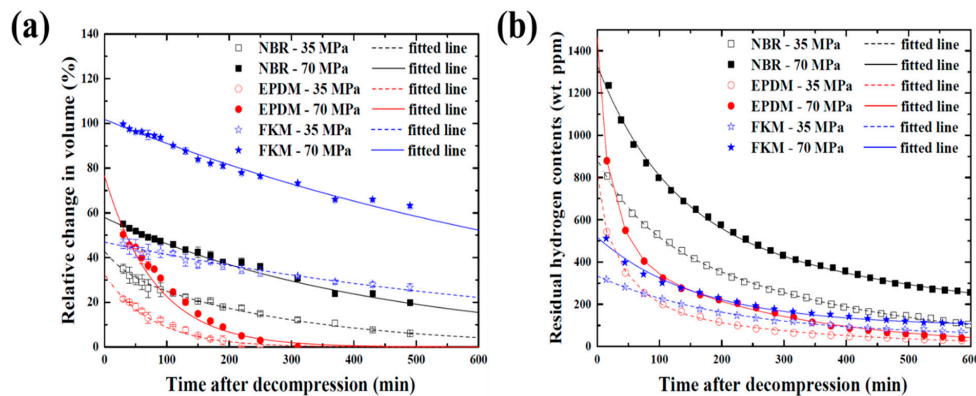 (a)
140
120
100
80
60
40
20
0
Relative change in volume (%)
NBR - 35 MPa fitted line
NBR - 70 MPa fitted line
EPDM - 35 MPa fitted line
EPDM - 70 MPa fitted line
FKM - 35 MPa fitted line
FKM - 70 MPa fitted line
0 100 200 300 400 500 600
Time after decompression (min)
(b)
1400
1200
1000
800
600
400
200
0
Residual hydrogen contents (wt. ppm)
NBR - 35 MPa fitted line
NBR - 70 MPa fitted line
EPDM - 35 MPa fitted line
EPDM - 70 MPa fitted line
FKM - 35 MPa fitted line
FKM - 70 MPa fitted line
0 100 200 300 400 500 600
Time after decompression (min)